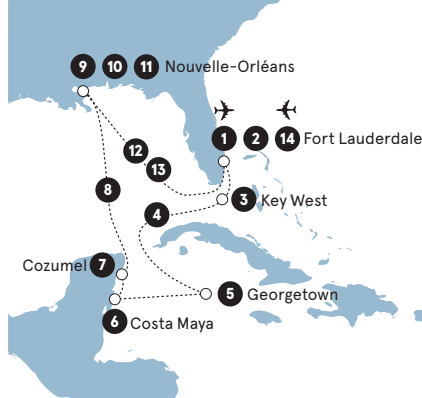 9 10 11 Nouvelle-Orléans
1 2 14 Fort Lauderdale
12
13
8
3 Key West
4
Cozumel 7
5 Georgetown
6 Costa Maya